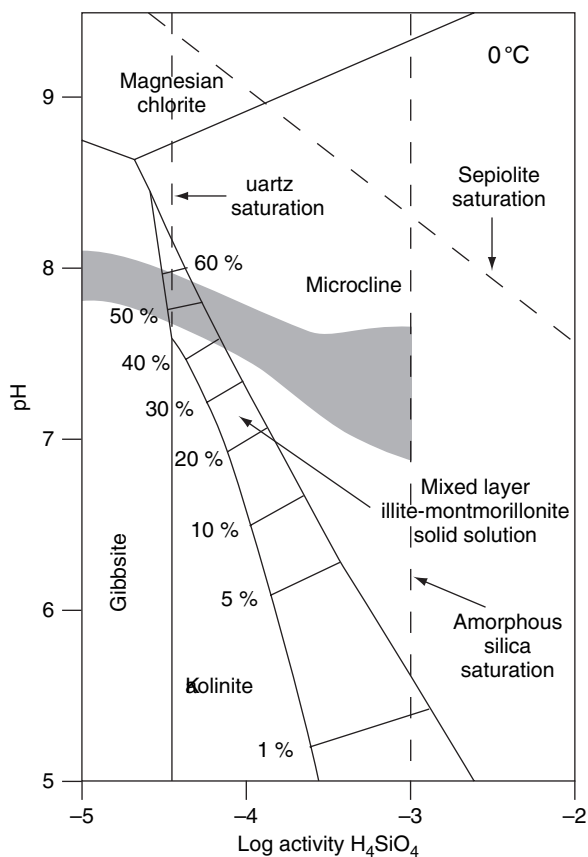 0 °C
9
Magnesian
chlorite
uartz
saturation
Sepiolite
saturation
60 %
8
Microcline
50 %
40 %
pH
30 %
7
20 %
Mixed layer
illite-montmorillonite
solid solution
10 %
Gibbsite
6
5 %
Amorphous
silica
saturation
Kaolinite
1 %
5
–5
–4
–3
–2
Log activity H₄SiO₄